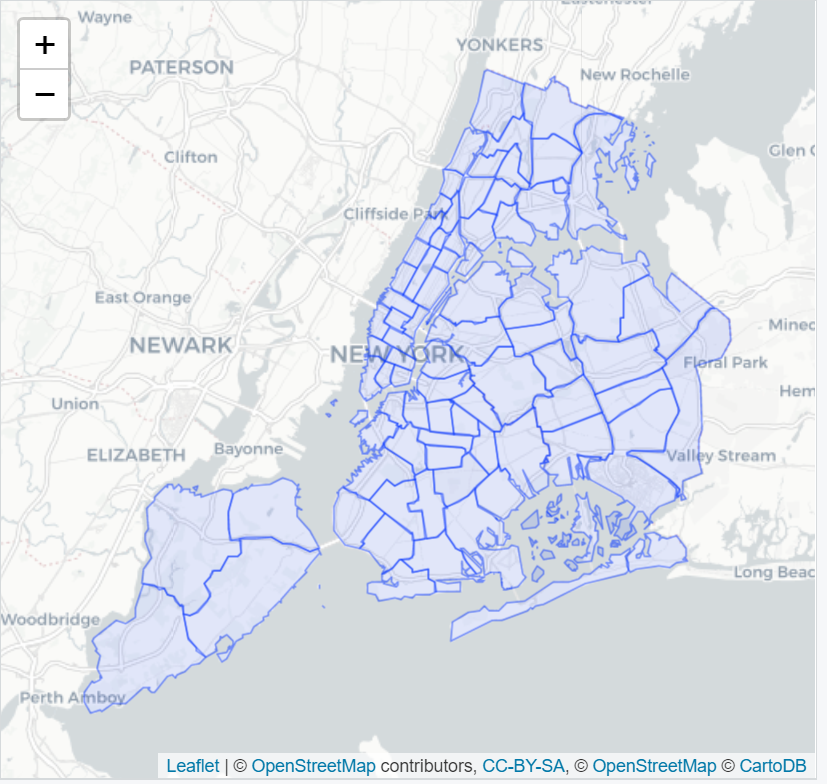 Eastchester
Wayne
+
YONKERS
PATERSON
New Rochelle
−
Clifton
Glen C
Cliffside Park
East Orange
Minec
NEWARK
NEW YORK
Floral Park
Hem
Union
ELIZABETH
Bayonne
Valley Stream
Long Beac
Woodbridge
Perth Amboy
Leaflet | © OpenStreetMap contributors, CC-BY-SA, © OpenStreetMap © CartoDB